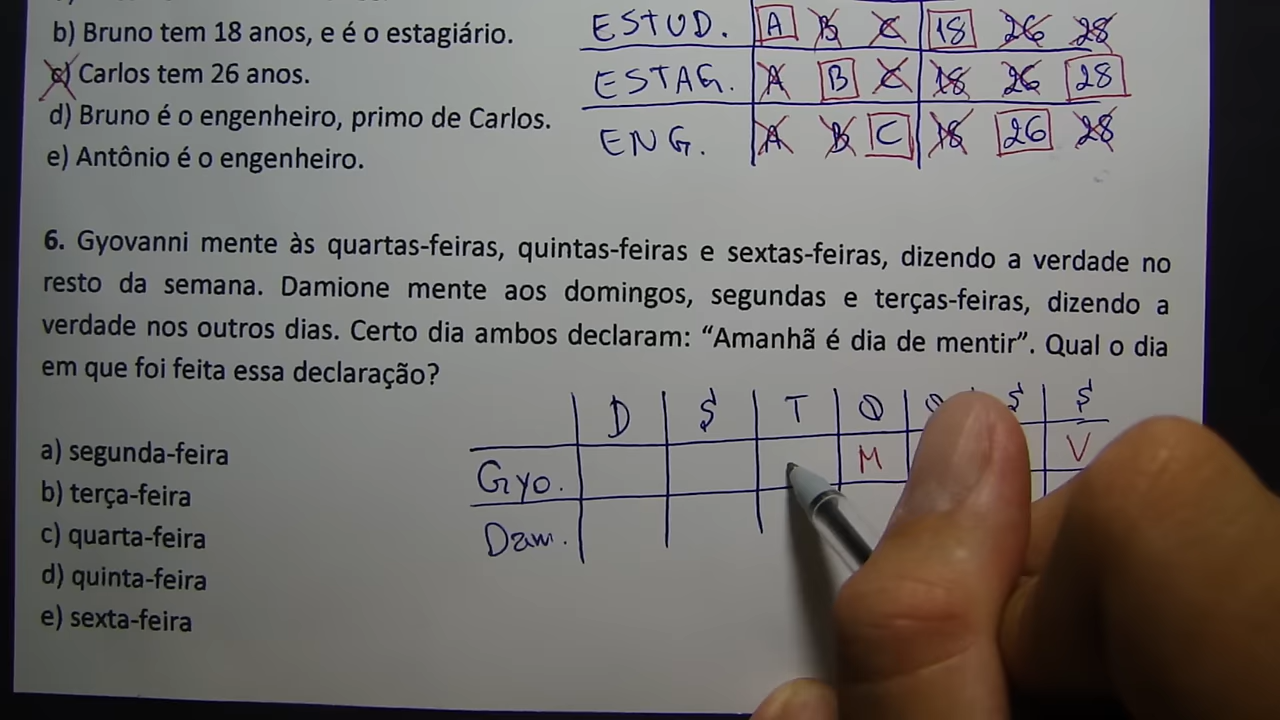 b) Bruno tem 18 anos, e é o estagiário.
c) Carlos tem 26 anos.
d) Bruno é o engenheiro, primo de Carlos.
e) Antônio é o engenheiro.
ESTUD. A B C 18 26 28
ESTAG. A B C 18 26 28
ENG. A B C 18 26 28
6. Gyovanni mente às quartas-feiras, quintas-feiras e sextas-feiras, dizendo a verdade no
resto da semana. Damione mente aos domingos, segundas e terças-feiras, dizendo a
verdade nos outros dias. Certo dia ambos declaram: “Amanhã é dia de mentir”. Qual o dia
em que foi feita essa declaração?
a) segunda-feira
b) terça-feira
c) quarta-feira
d) quinta-feira
e) sexta-feira
D S T Q Q S S
Gyo. M V
Dam.